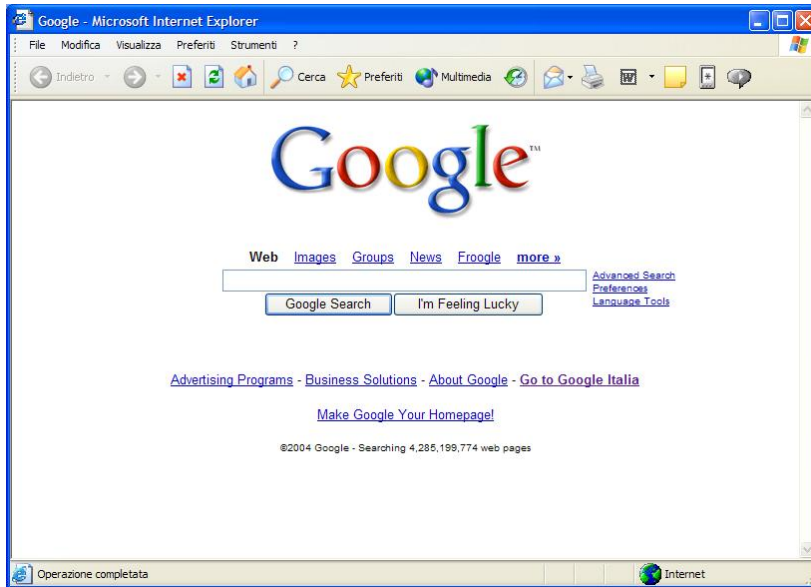 Google - Microsoft Internet Explorer
File Modifica Visualizza Preferiti Strumenti ?
Indietro Cerca Preferiti Multimedia
Google™
Web Images Groups News Froogle more »
Advanced Search
Preferences
Language Tools
Google Search I'm Feeling Lucky
Advertising Programs - Business Solutions - About Google - Go to Google Italia
Make Google Your Homepage!
©2004 Google - Searching 4,285,199,774 web pages
Operazione completata Internet